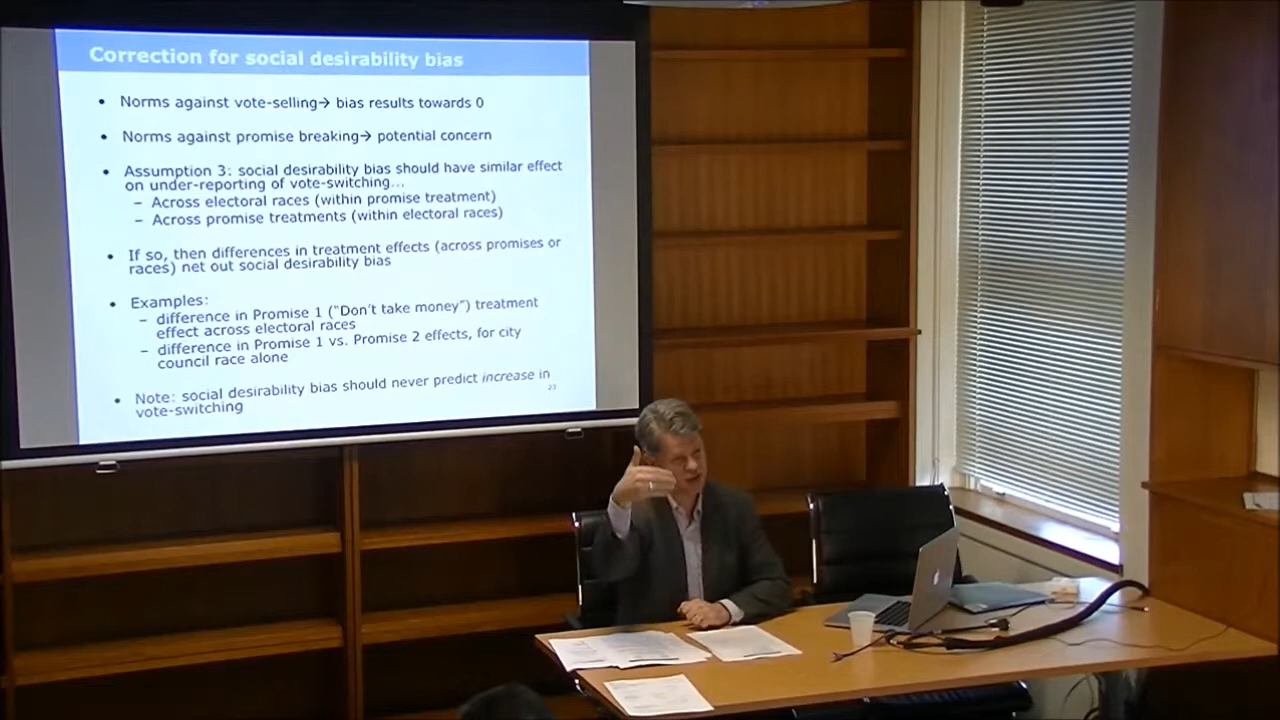 Correction for social desirability bias
• Norms against vote-selling→ bias results towards 0
• Norms against promise breaking→ potential concern
• Assumption 3: social desirability bias should have similar effect
on under-reporting of vote-switching...
– Across electoral races (within promise treatment)
– Across promise treatments (within electoral races)
• If so, then differences in treatment effects (across promises or
races) net out social desirability bias
• Examples:
– difference in Promise 1 ("Don't take money") treatment
effect across electoral races
– difference in Promise 1 vs. Promise 2 effects, for city
council race alone
• Note: social desirability bias should never predict increase in
vote-switching
23